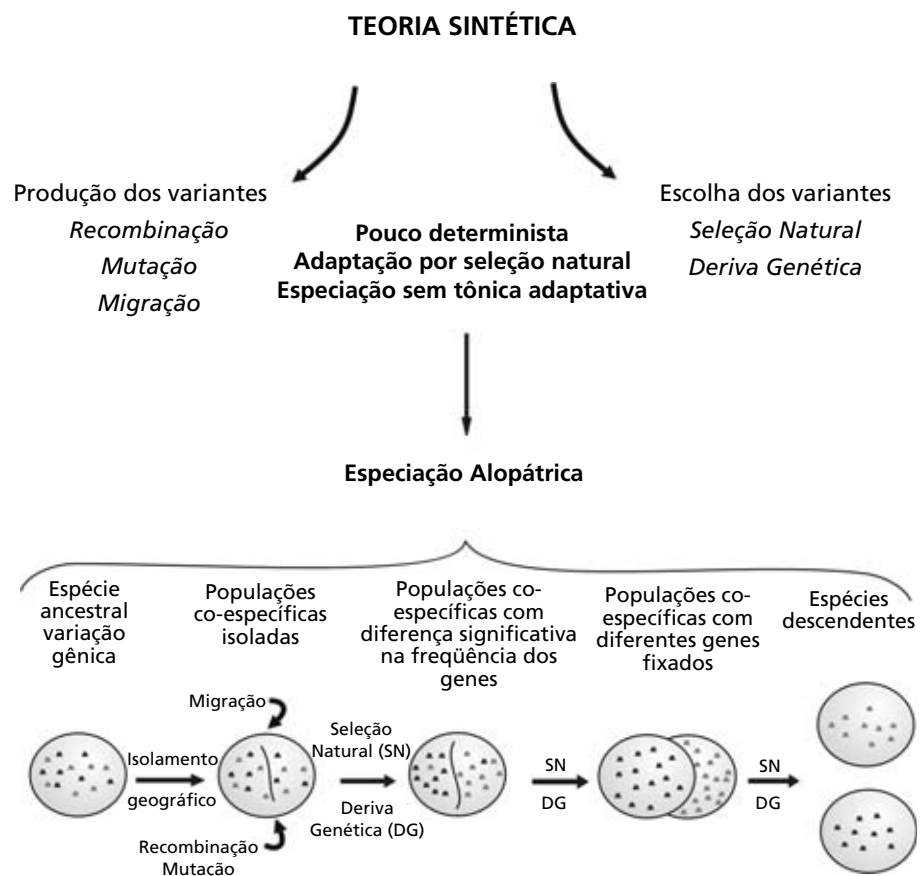 TEORIA SINTÉTICA
Produção dos variantes
Recombinação
Mutação
Migração
Pouco determinista
Adaptação por seleção natural
Especiação sem tônica adaptativa
Escolha dos variantes
Seleção Natural
Deriva Genética
Especiação Alopátrica
Espécie
ancestral
variação
gênica
Populações
co-específicas
isoladas
Populações co-
específicas com
diferença significativa
na freqüência dos
genes
Populações co-
específicas com
diferentes genes
fixados
Espécies
descendentes
Isolamento
geográfico
Migração
Recombinação
Mutação
Seleção
Natural (SN)
Deriva
Genética (DG)
SN
DG
SN
DG